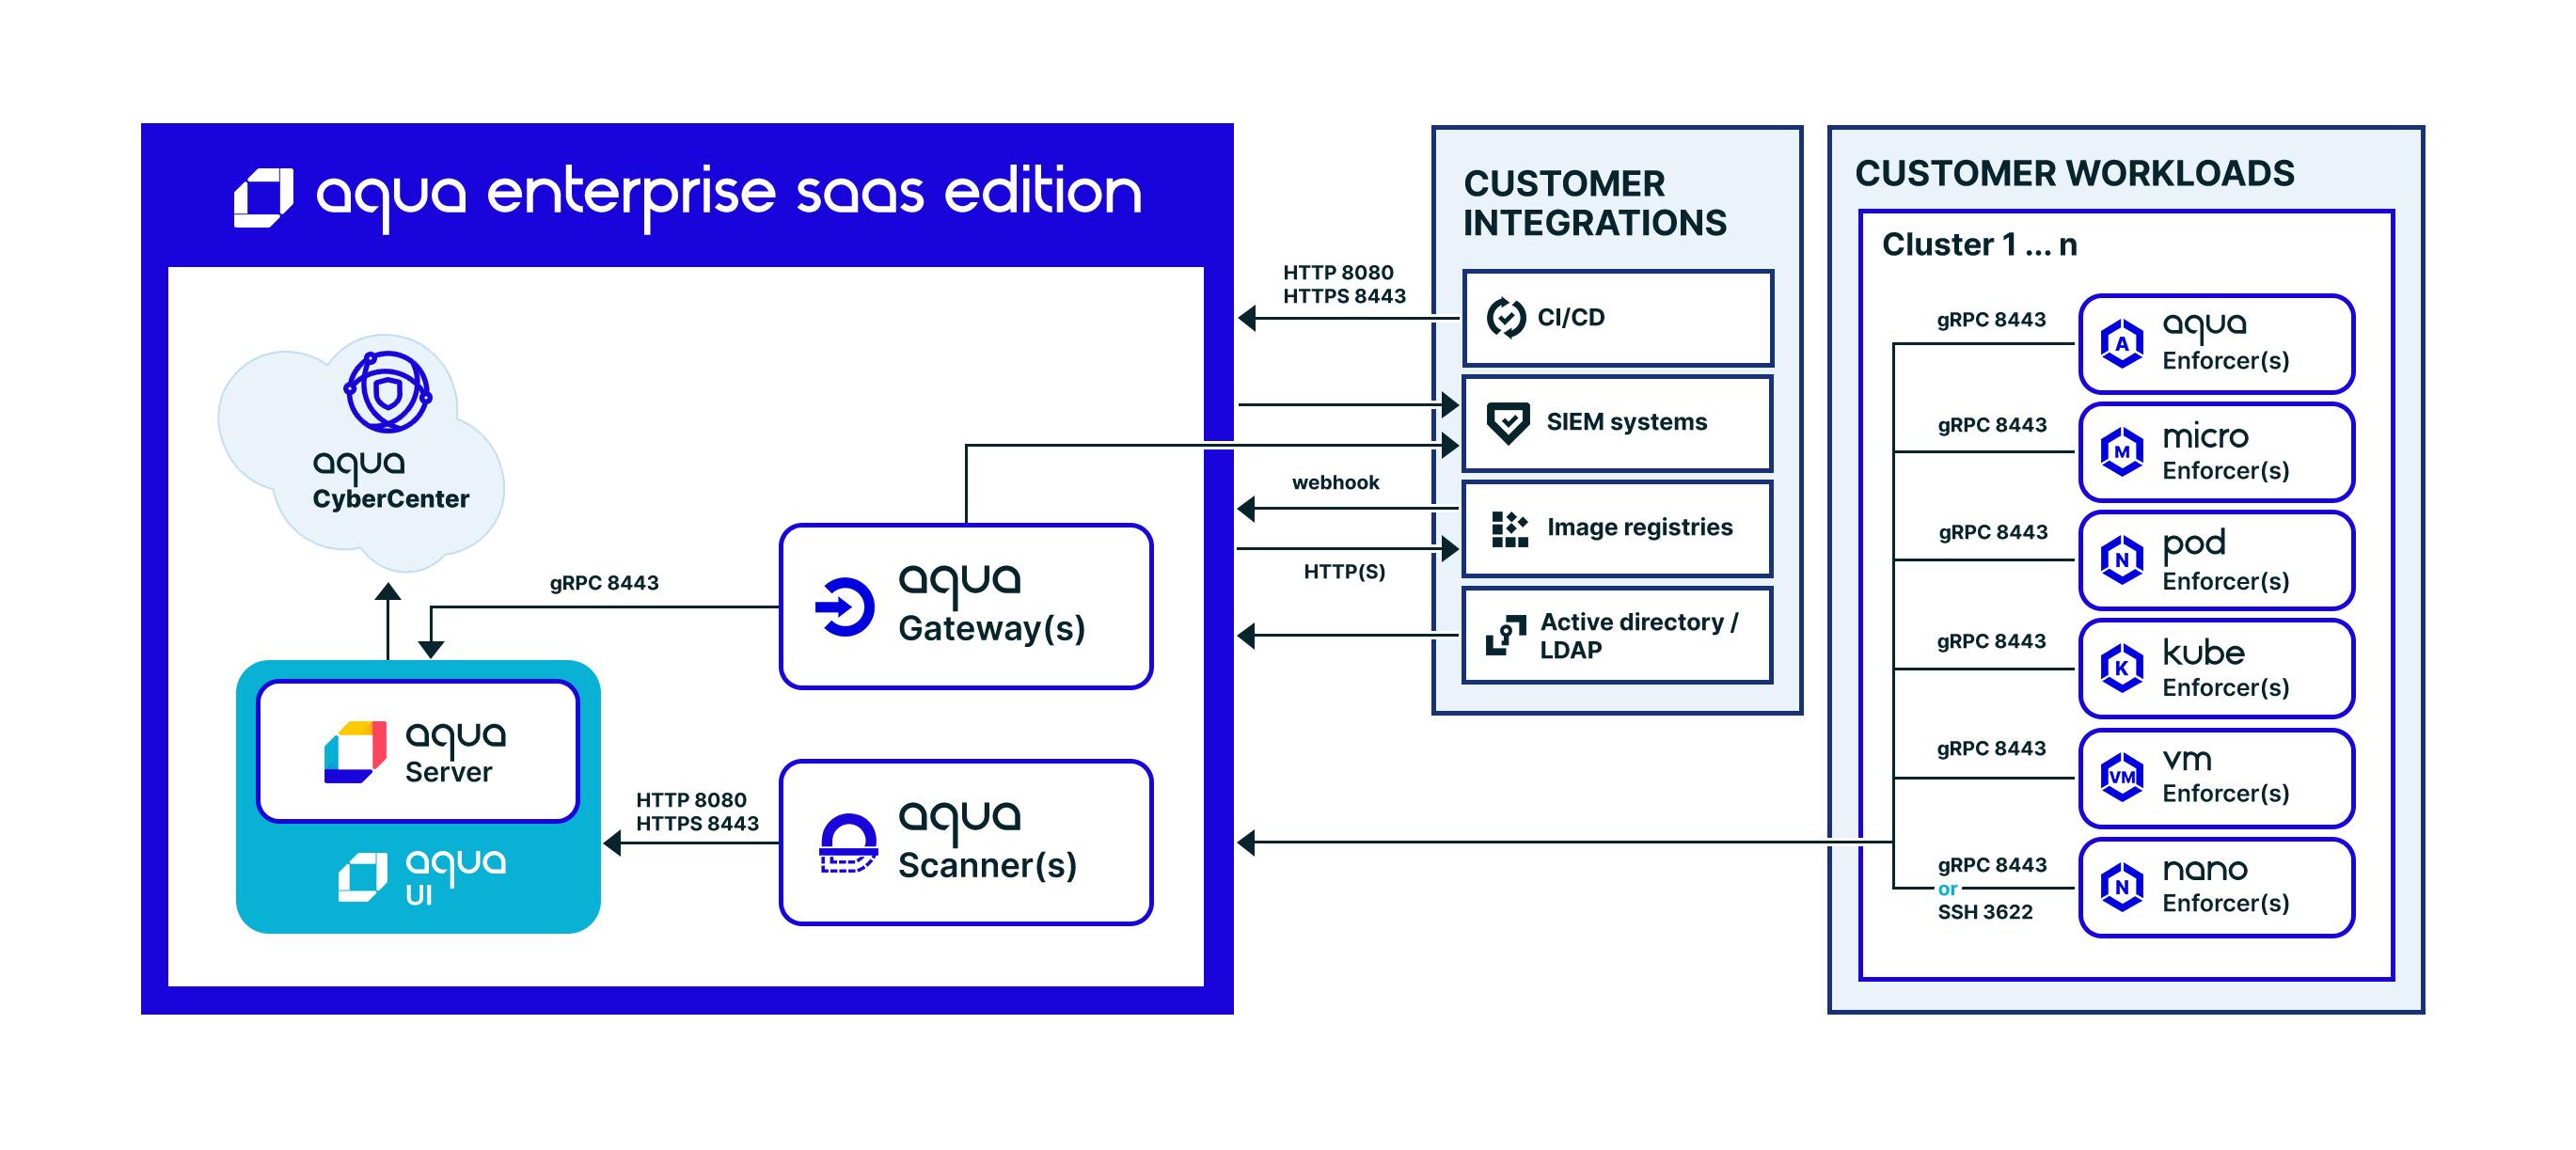 aqua enterprise saas edition
aqua
CyberCenter
gRPC 8443
aqua
Gateway(s)
aqua
Server
aqua
UI
HTTP 8080
HTTPS 8443
aqua
Scanner(s)
HTTP 8080
HTTPS 8443
webhook
HTTP(S)
CUSTOMER
INTEGRATIONS
CI/CD
SIEM systems
Image registries
Active directory /
LDAP
CUSTOMER WORKLOADS
Cluster 1 ... n
gRPC 8443
A
aqua
Enforcer(s)
gRPC 8443
M
micro
Enforcer(s)
gRPC 8443
N
pod
Enforcer(s)
gRPC 8443
K
kube
Enforcer(s)
gRPC 8443
VM
vm
Enforcer(s)
gRPC 8443
or
SSH 3622
N
nano
Enforcer(s)